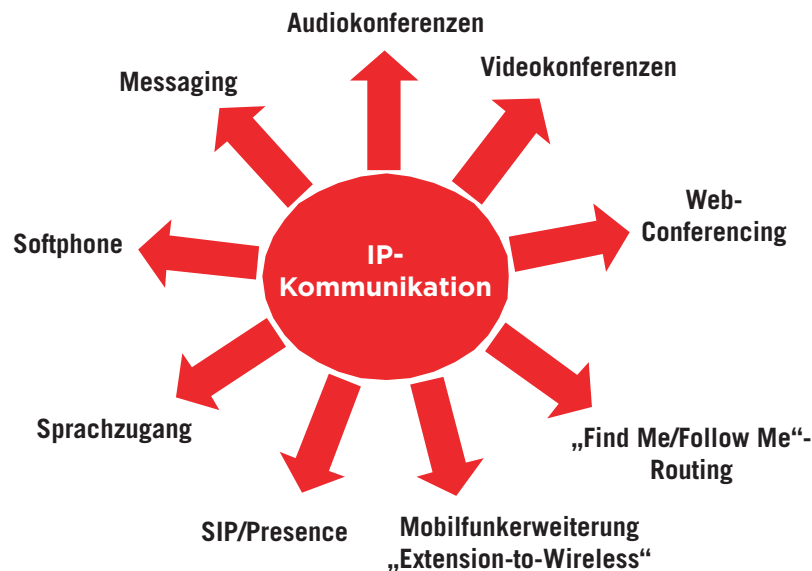 Audiokonferenzen
Videokonferenzen
Messaging
Web-
Conferencing
Softphone
IP-
Kommunikation
Sprachzugang
„Find Me/Follow Me“-
Routing
SIP/Presence
Mobilfunkerweiterung
„Extension-to-Wireless“